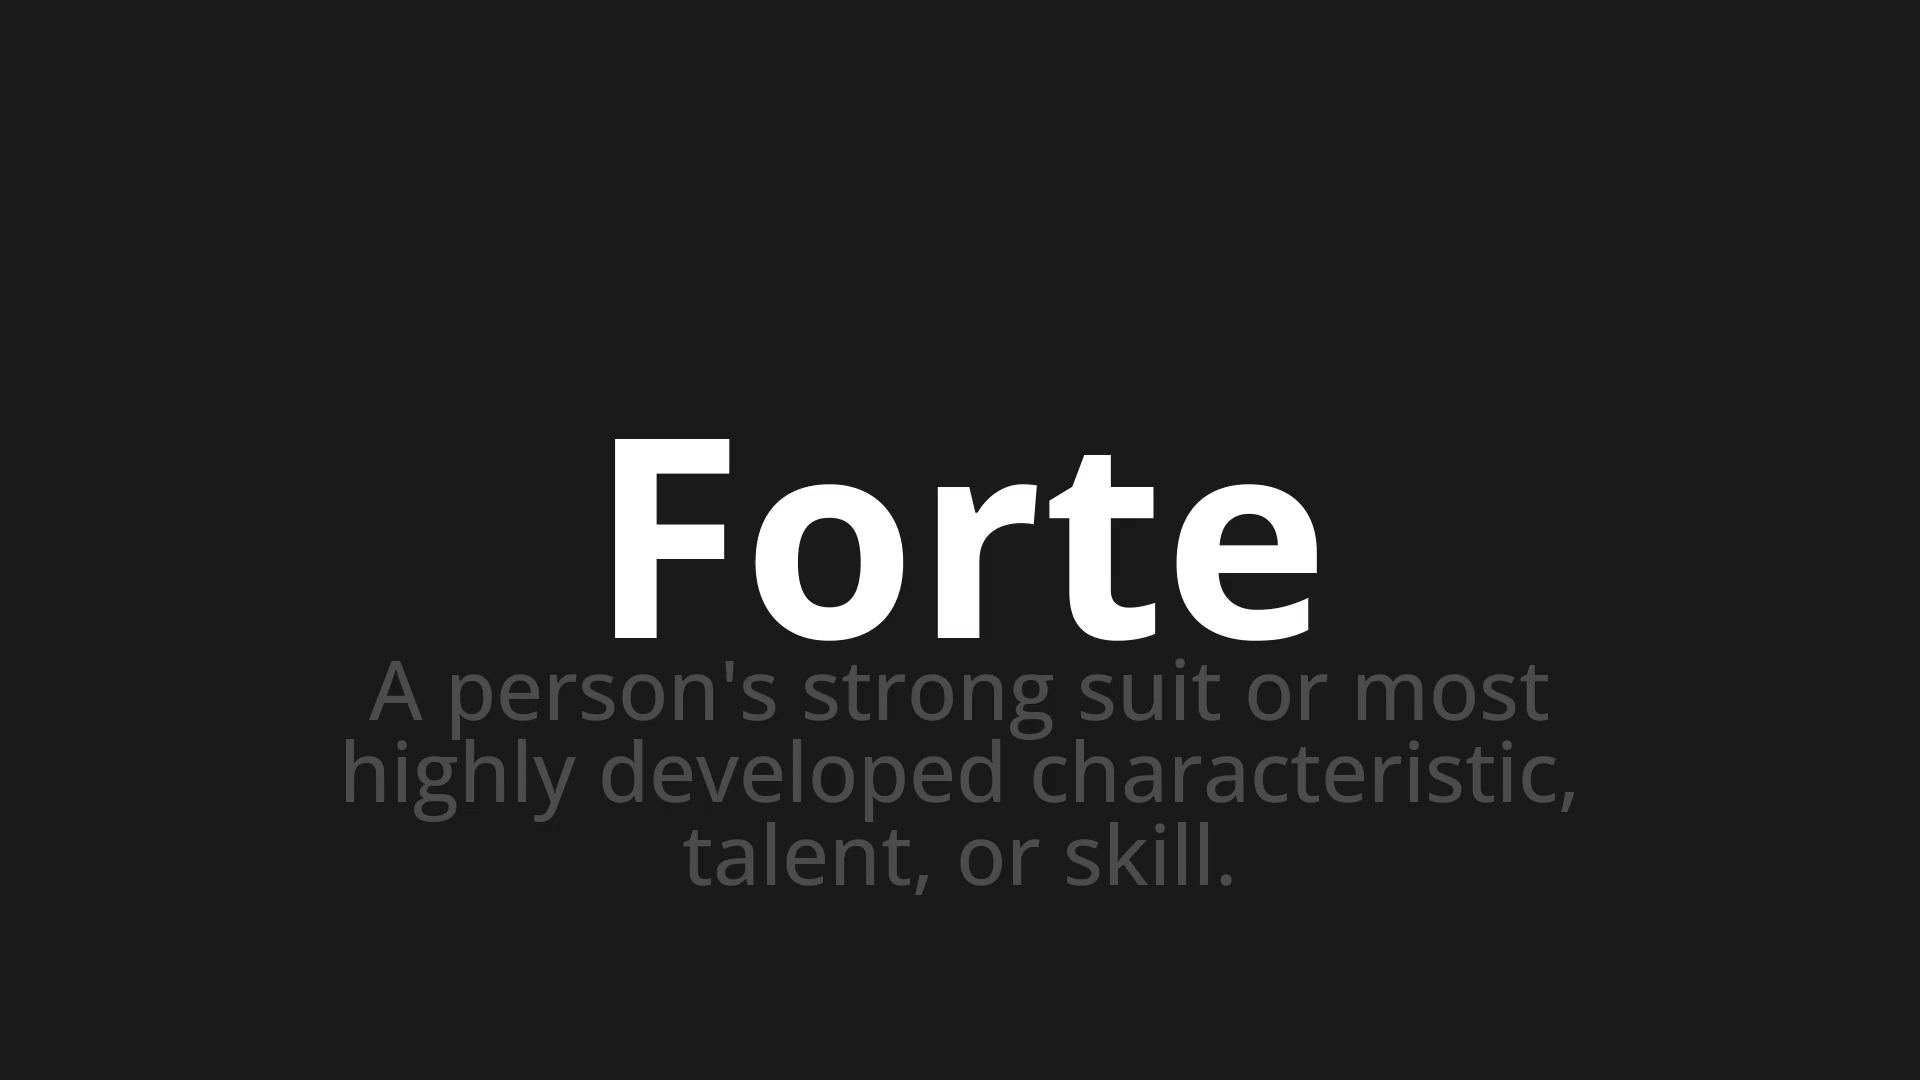 Forte
A person's strong suit or most
highly developed characteristic,
talent, or skill.